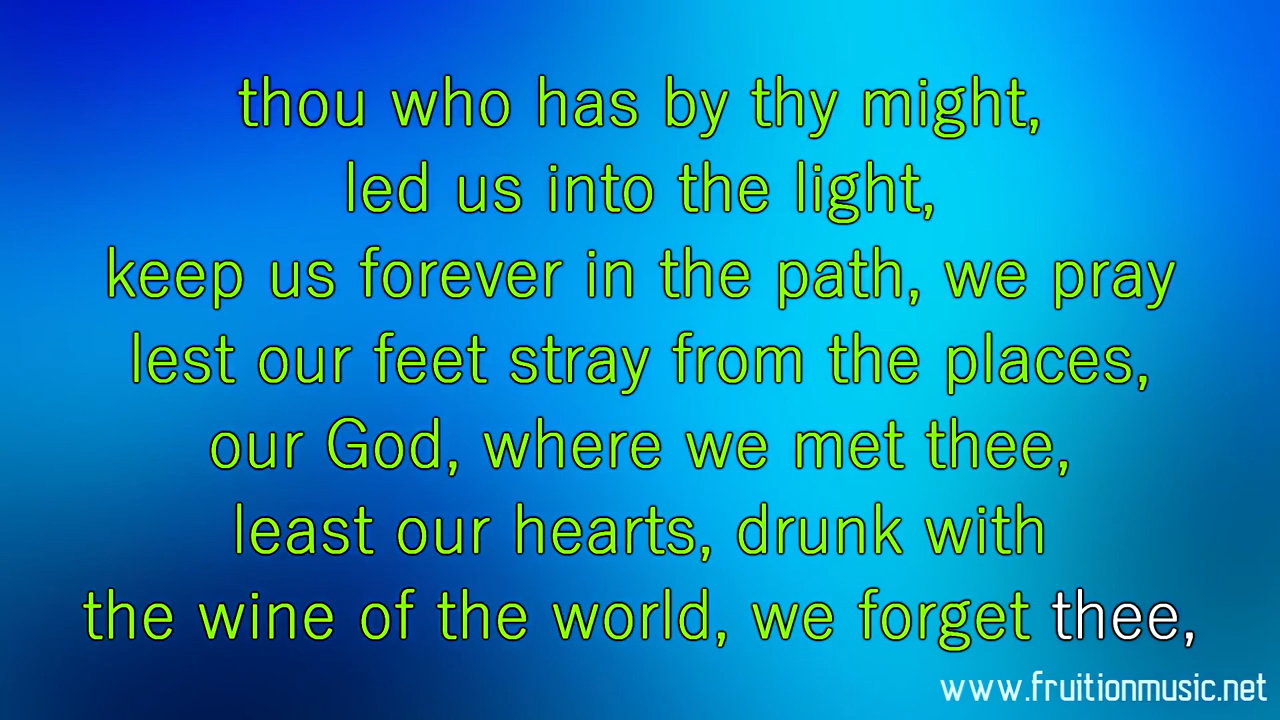 thou who has by thy might,
led us into the light,
keep us forever in the path, we pray
lest our feet stray from the places,
our God, where we met thee,
least our hearts, drunk with
the wine of the world, we forget thee,
www.fruitionmusic.net